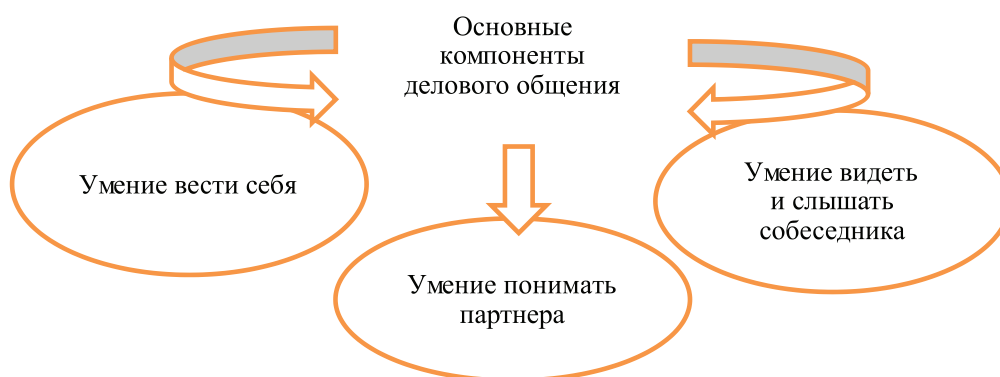 Основные
компоненты
делового общения
Умение вести себя
Умение понимать
партнера
Умение видеть
и слышать
собеседника